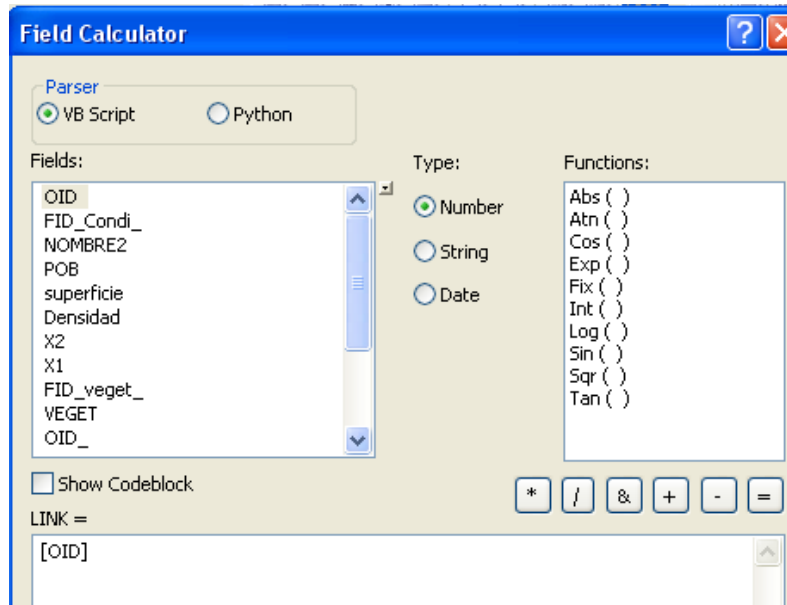 Field Calculator
Parser
VB Script
Python
Fields:
OID
FID_Condi_
NOMBRE2
POB
superficie
Densidad
X2
X1
FID_veget_
VEGET
OID_
Type:
Number
String
Date
Functions:
Abs ( )
Atn ( )
Cos ( )
Exp ( )
Fix ( )
Int ( )
Log ( )
Sin ( )
Sqr ( )
Tan ( )
Show Codeblock
* / & + - =
LINK =
[OID]